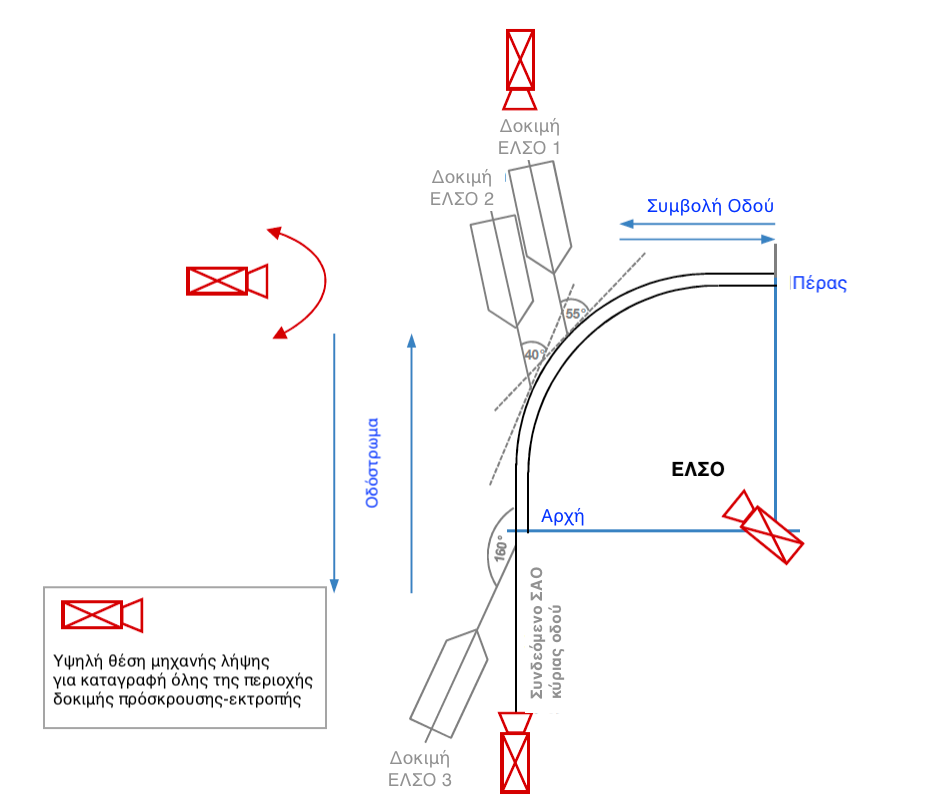 Δοκιμή
ΕΛΣΟ 1
Δοκιμή
ΕΛΣΟ 2
Συμβολή Οδού
Πέρας
55°
40°
Οδόστρωμα
ΕΛΣΟ
Αρχή
160°
Συνδεόμενο ΣΑΟ
κύριας οδού
Υψηλή θέση μηχανής λήψης
για καταγραφή όλης της περιοχής
δοκιμής πρόσκρουσης-εκτροπής
Δοκιμή
ΕΛΣΟ 3